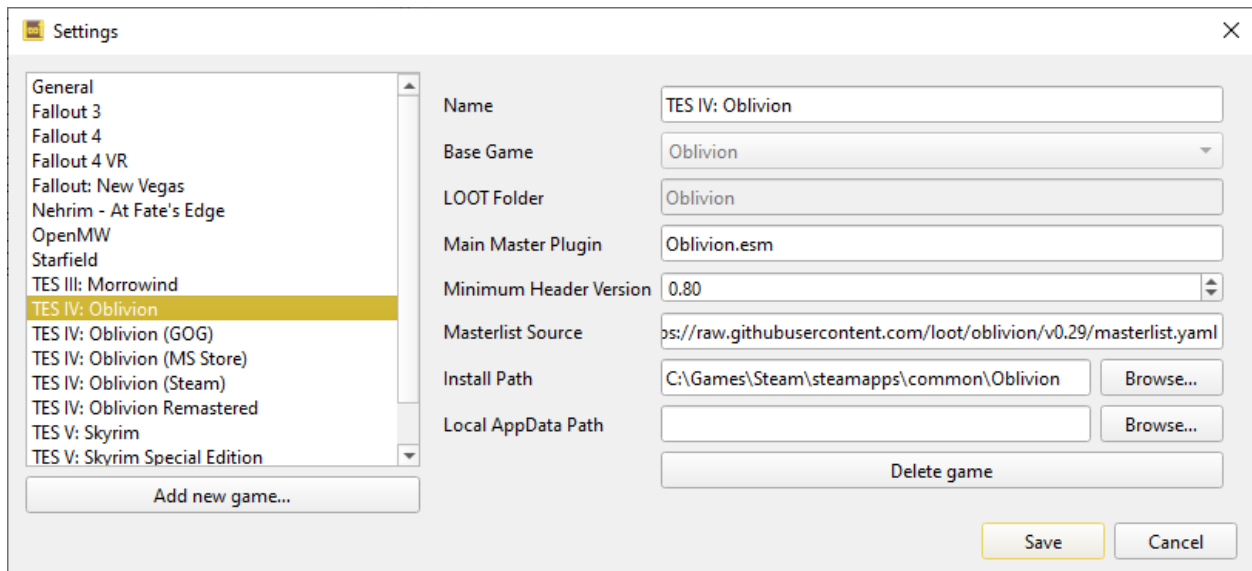 Settings
General
Fallout 3
Fallout 4
Fallout 4 VR
Fallout: New Vegas
Nehrim - At Fate's Edge
OpenMW
Starfield
TES III: Morrowind
TES IV: Oblivion
TES IV: Oblivion (GOG)
TES IV: Oblivion (MS Store)
TES IV: Oblivion (Steam)
TES IV: Oblivion Remastered
TES V: Skyrim
TES V: Skyrim Special Edition
Add new game...
Name TES IV: Oblivion
Base Game Oblivion
LOOT Folder Oblivion
Main Master Plugin Oblivion.esm
Minimum Header Version 0.80
Masterlist Source ps://raw.githubusercontent.com/loot/oblivion/v0.29/masterlist.yaml
Install Path C:\Games\Steam\steamapps\common\Oblivion Browse...
Local AppData Path Browse...
Delete game
Save Cancel